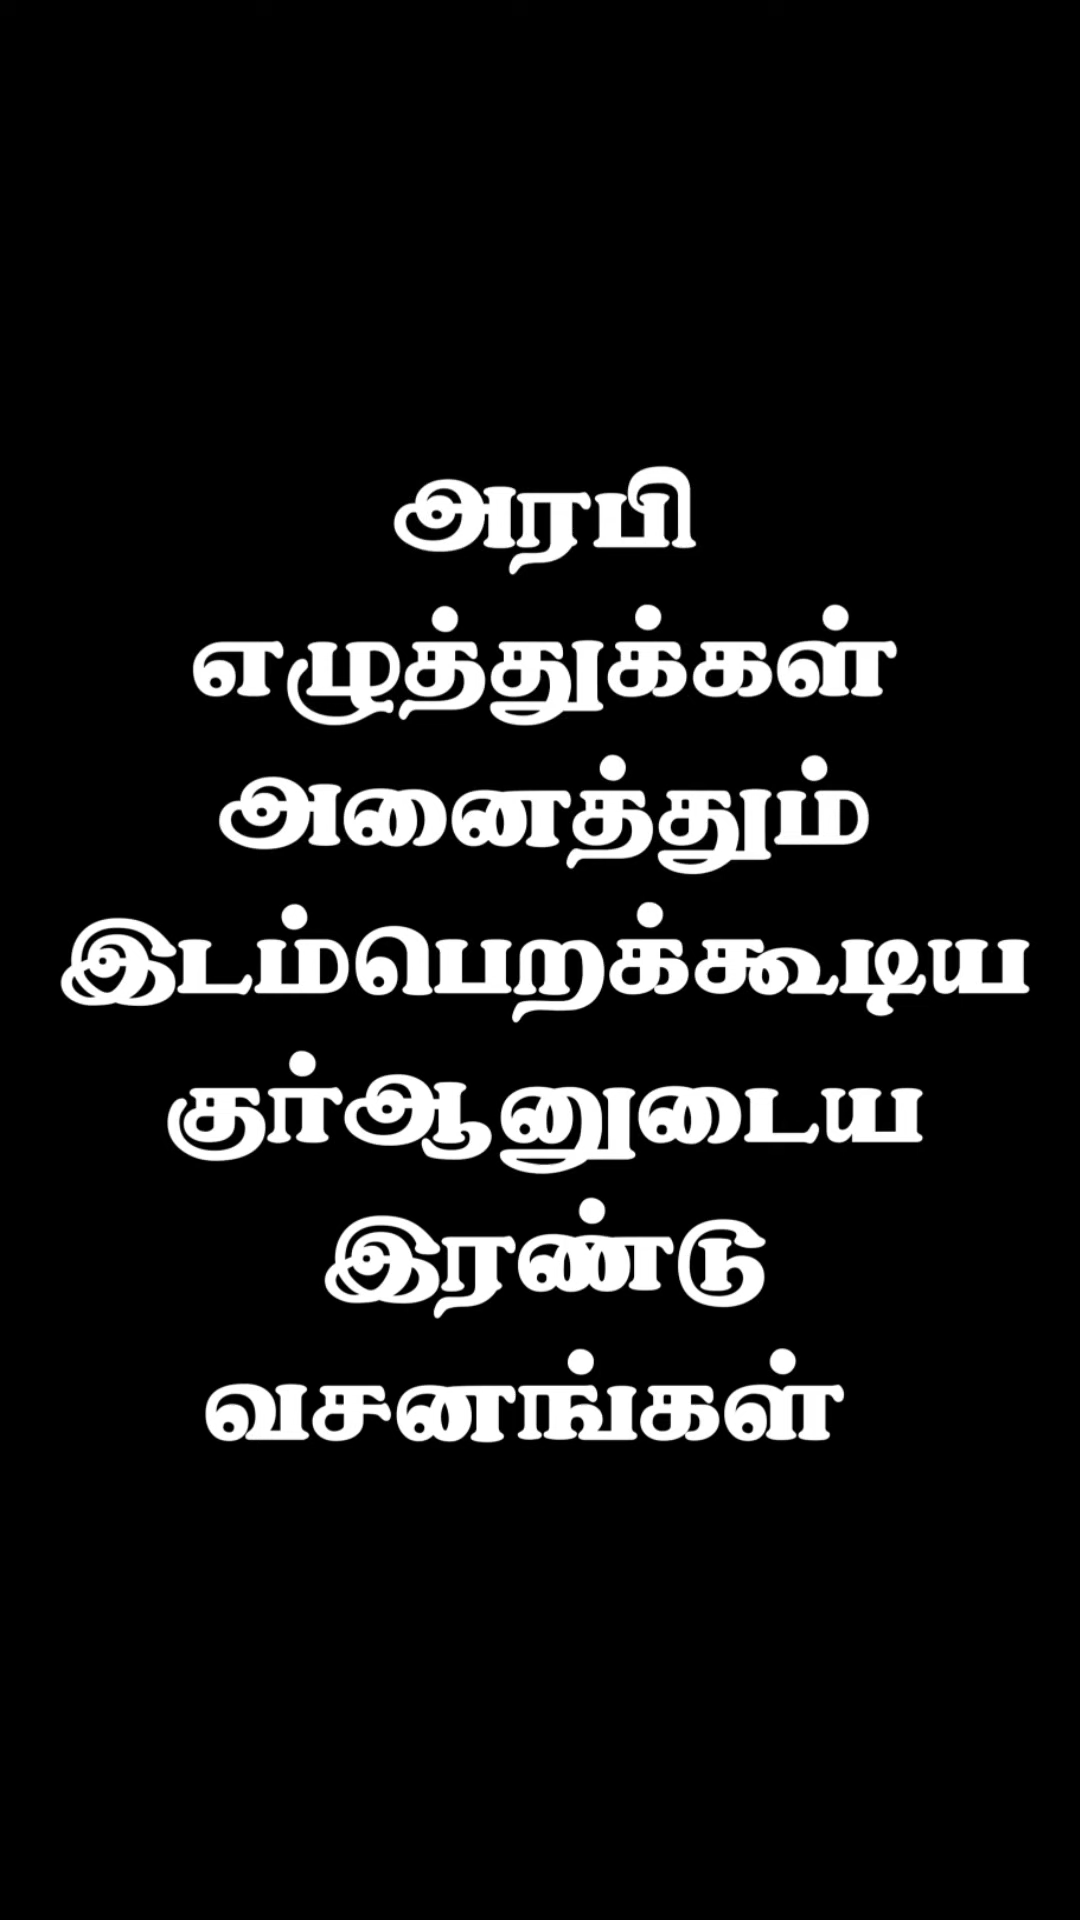 அரபி
எழுத்துக்கள்
அனைத்தும்
இடம்பெறக்கூடிய
குர்ஆனுடைய
இரண்டு
வசனங்கள்